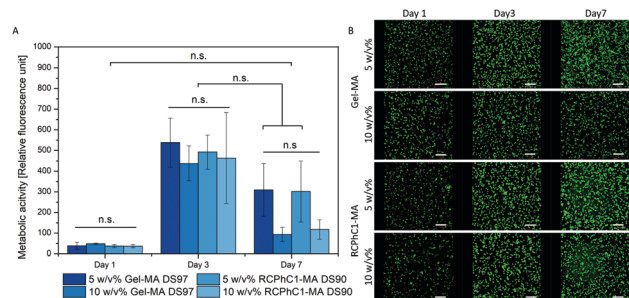 A
1000
900
800
700
600
500
400
300
200
100
0
Metabolic acivity [Relative fluorescence unit]
n.s.
n.s.
n.s.
n.s
n.s.
Day 1
Day 3
Day 7
5 w/v% Gel-MA DS97
5 w/v% RCPhC1-MA DS90
10 w/v% Gel-MA DS97
10 w/v% RCPhC1-MA DS90
B
Day 1
Day3
Day7
Gel-MA
5 w/v%
10 w/v%
RCPhC1-MA
5 w/v%
10 w/v%